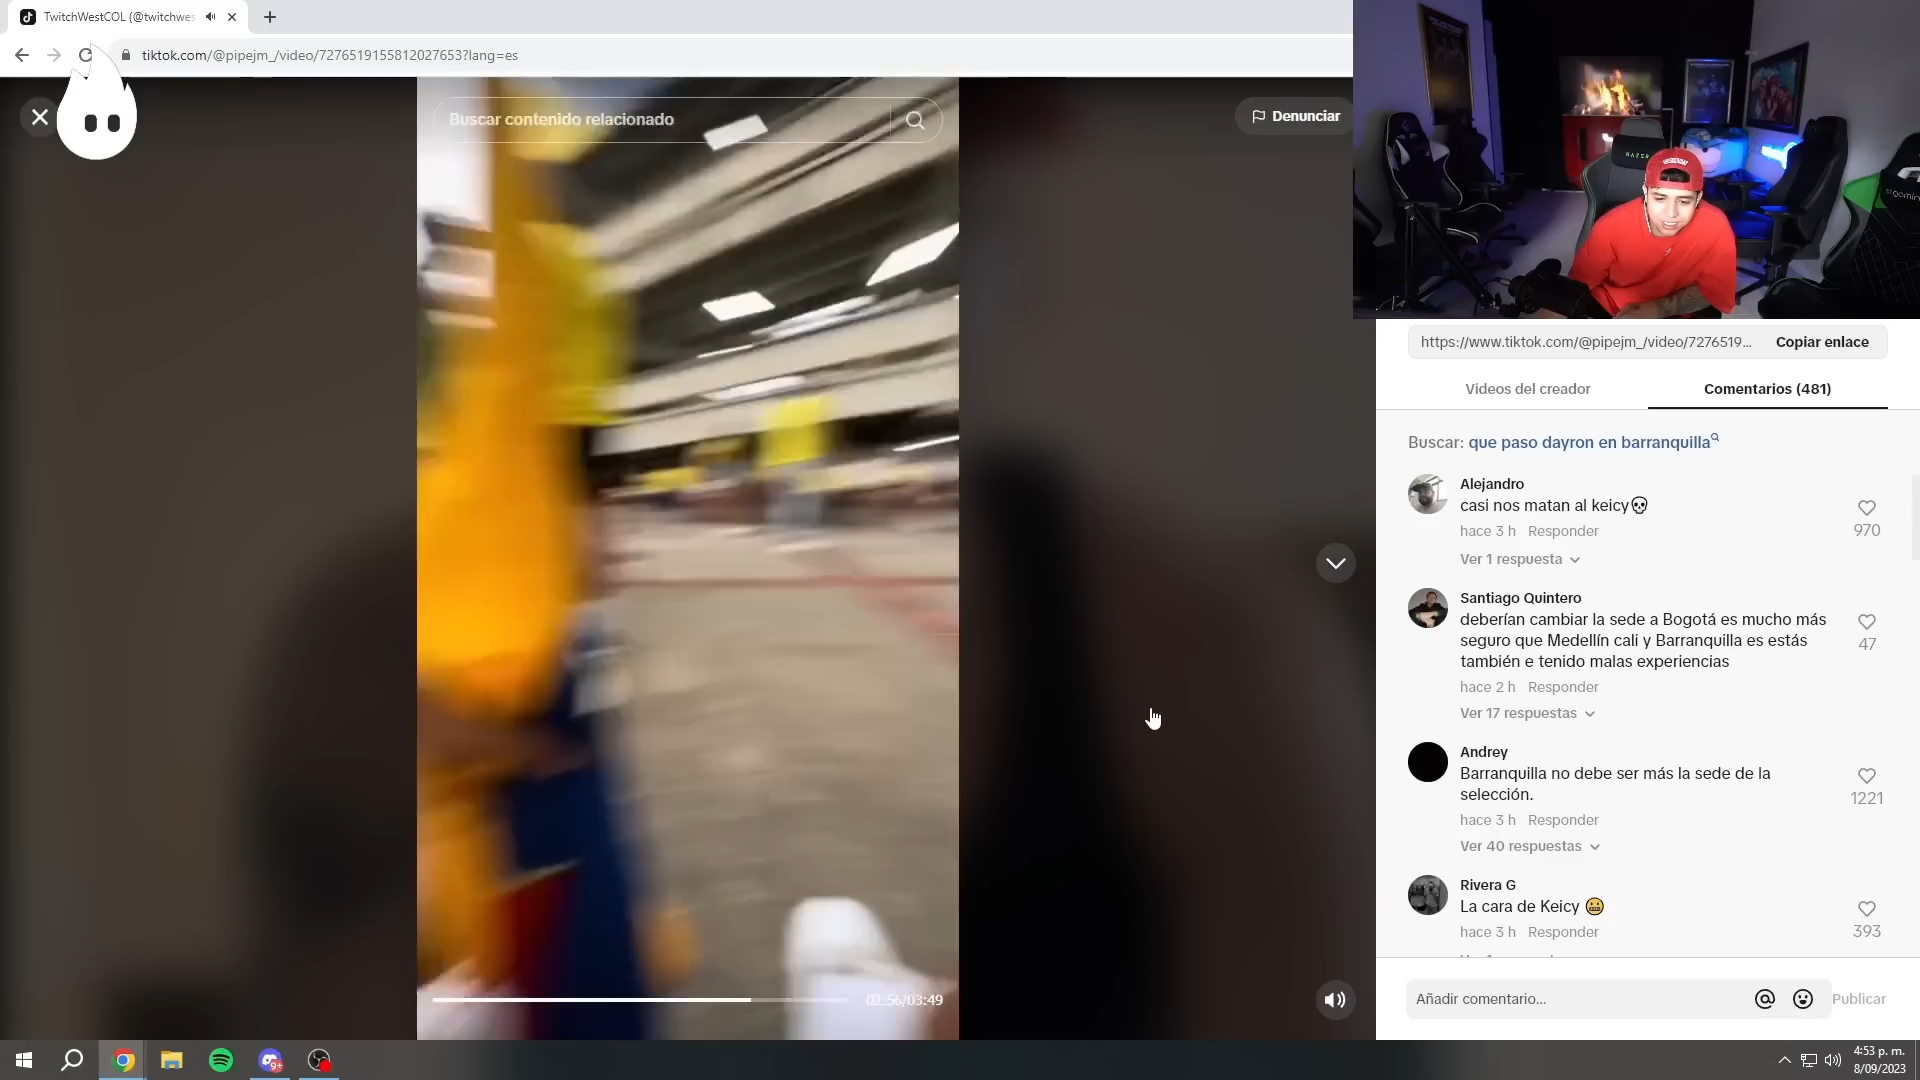 TwitchWestCOL (@twitchwes
tiktok.com/@pipejm_/video/7276519155812027653?lang=es
Buscar contenido relacionado
Denunciar
02:56/03:49
RAZER
https://www.tiktok.com/@pipejm_/video/7276519...
Copiar enlace
Videos del creador
Comentarios (481)
Buscar: que paso dayron en barranquilla
Alejandro
casi nos matan al keicy💀
970
hace 3 h Responder
Ver 1 respuesta
Santiago Quintero
deberían cambiar la sede a Bogotá es mucho más
seguro que Medellín cali y Barranquilla es estás
también e tenido malas experiencias
47
hace 2 h Responder
Ver 17 respuestas
Andrey
Barranquilla no debe ser más la sede de la
selección.
1221
hace 3 h Responder
Ver 40 respuestas
Rivera G
La cara de Keicy 😬
393
hace 3 h Responder
Añadir comentario...
Publicar
9+
4:53 p. m.
8/09/2023